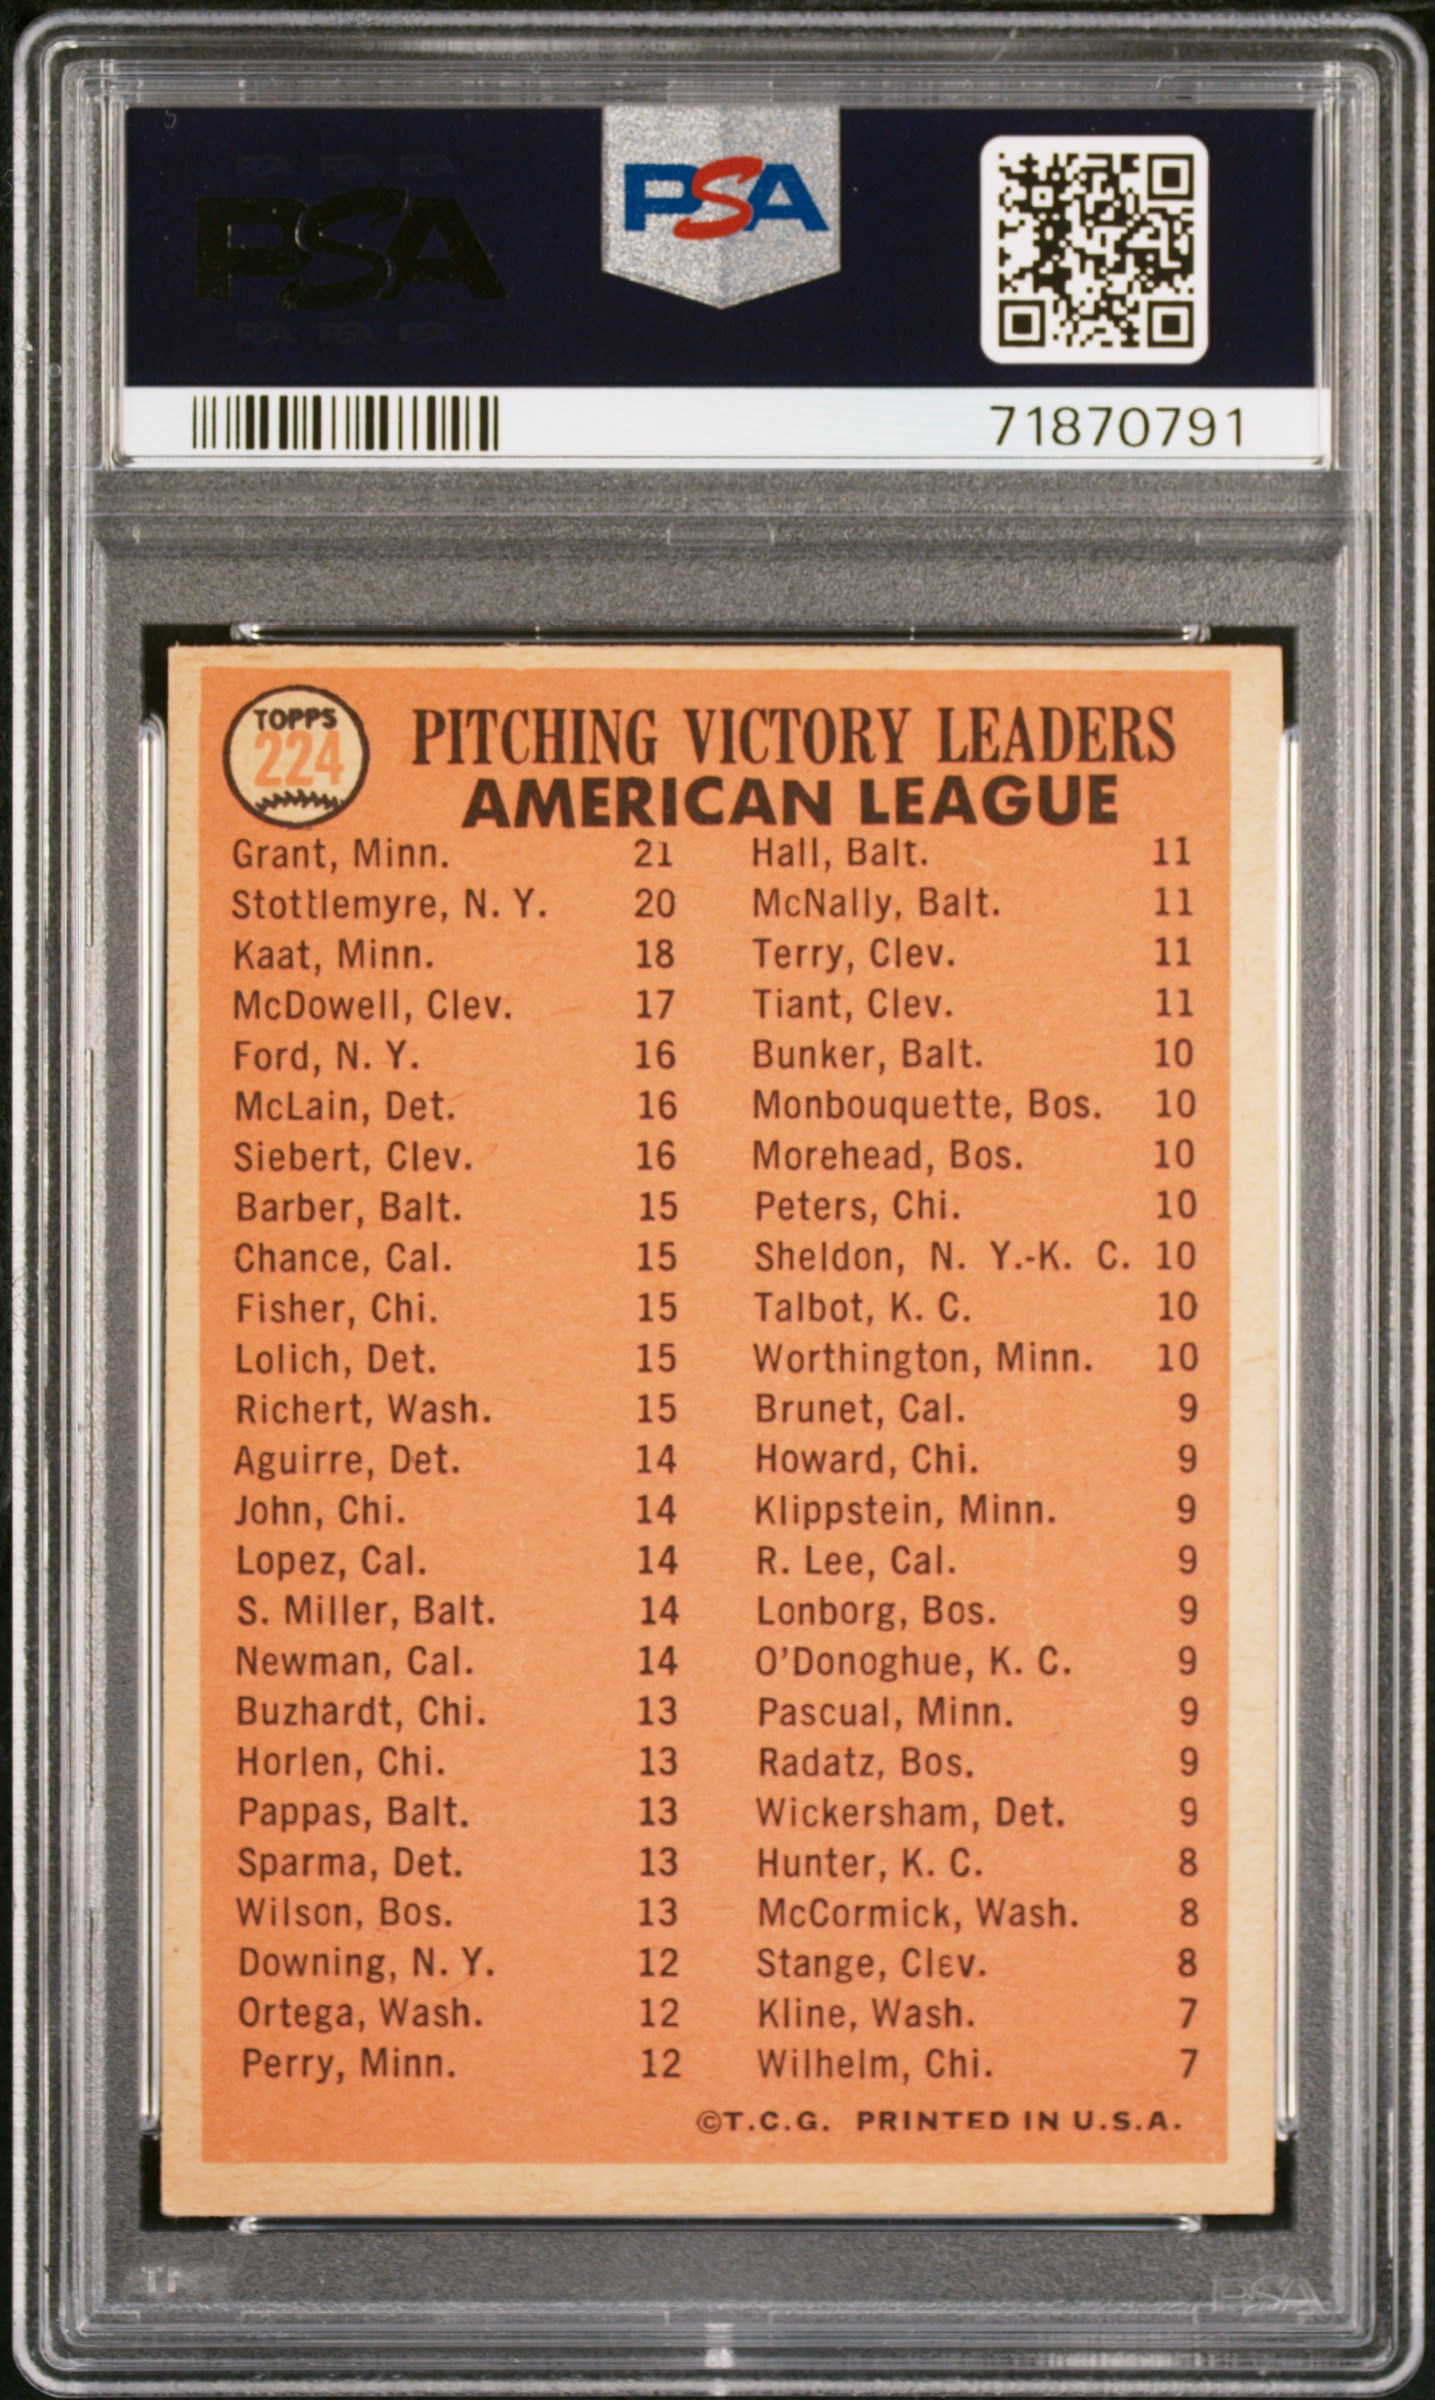 PSA PSA PSA
PSA
PSA
PSA PSA PSA
71870791
TOPPS
224
PITCHING VICTORY LEADERS
AMERICAN LEAGUE
Grant, Minn. 21
Stottlemyre, N. Y. 20
Kaat, Minn. 18
McDowell, Clev. 17
Ford, N. Y. 16
McLain, Det. 16
Siebert, Clev. 16
Barber, Balt. 15
Chance, Cal. 15
Fisher, Chi. 15
Lolich, Det. 15
Richert, Wash. 15
Aguirre, Det. 14
John, Chi. 14
Lopez, Cal. 14
S. Miller, Balt. 14
Newman, Cal. 14
Buzhardt, Chi. 13
Horlen, Chi. 13
Pappas, Balt. 13
Sparma, Det. 13
Wilson, Bos. 13
Downing, N. Y. 12
Ortega, Wash. 12
Perry, Minn. 12
Hall, Balt. 11
McNally, Balt. 11
Terry, Clev. 11
Tiant, Clev. 11
Bunker, Balt. 10
Monbouquette, Bos. 10
Morehead, Bos. 10
Peters, Chi. 10
Sheldon, N. Y.-K. C. 10
Talbot, K. C. 10
Worthington, Minn. 10
Brunet, Cal. 9
Howard, Chi. 9
Klippstein, Minn. 9
R. Lee, Cal. 9
Lonborg, Bos. 9
O'Donoghue, K. C. 9
Pascual, Minn. 9
Radatz, Bos. 9
Wickersham, Det. 9
Hunter, K. C. 8
McCormick, Wash. 8
Stange, Clev. 8
Kline, Wash. 7
Wilhelm, Chi. 7
©T.C.G. PRINTED IN U.S.A.
PSA